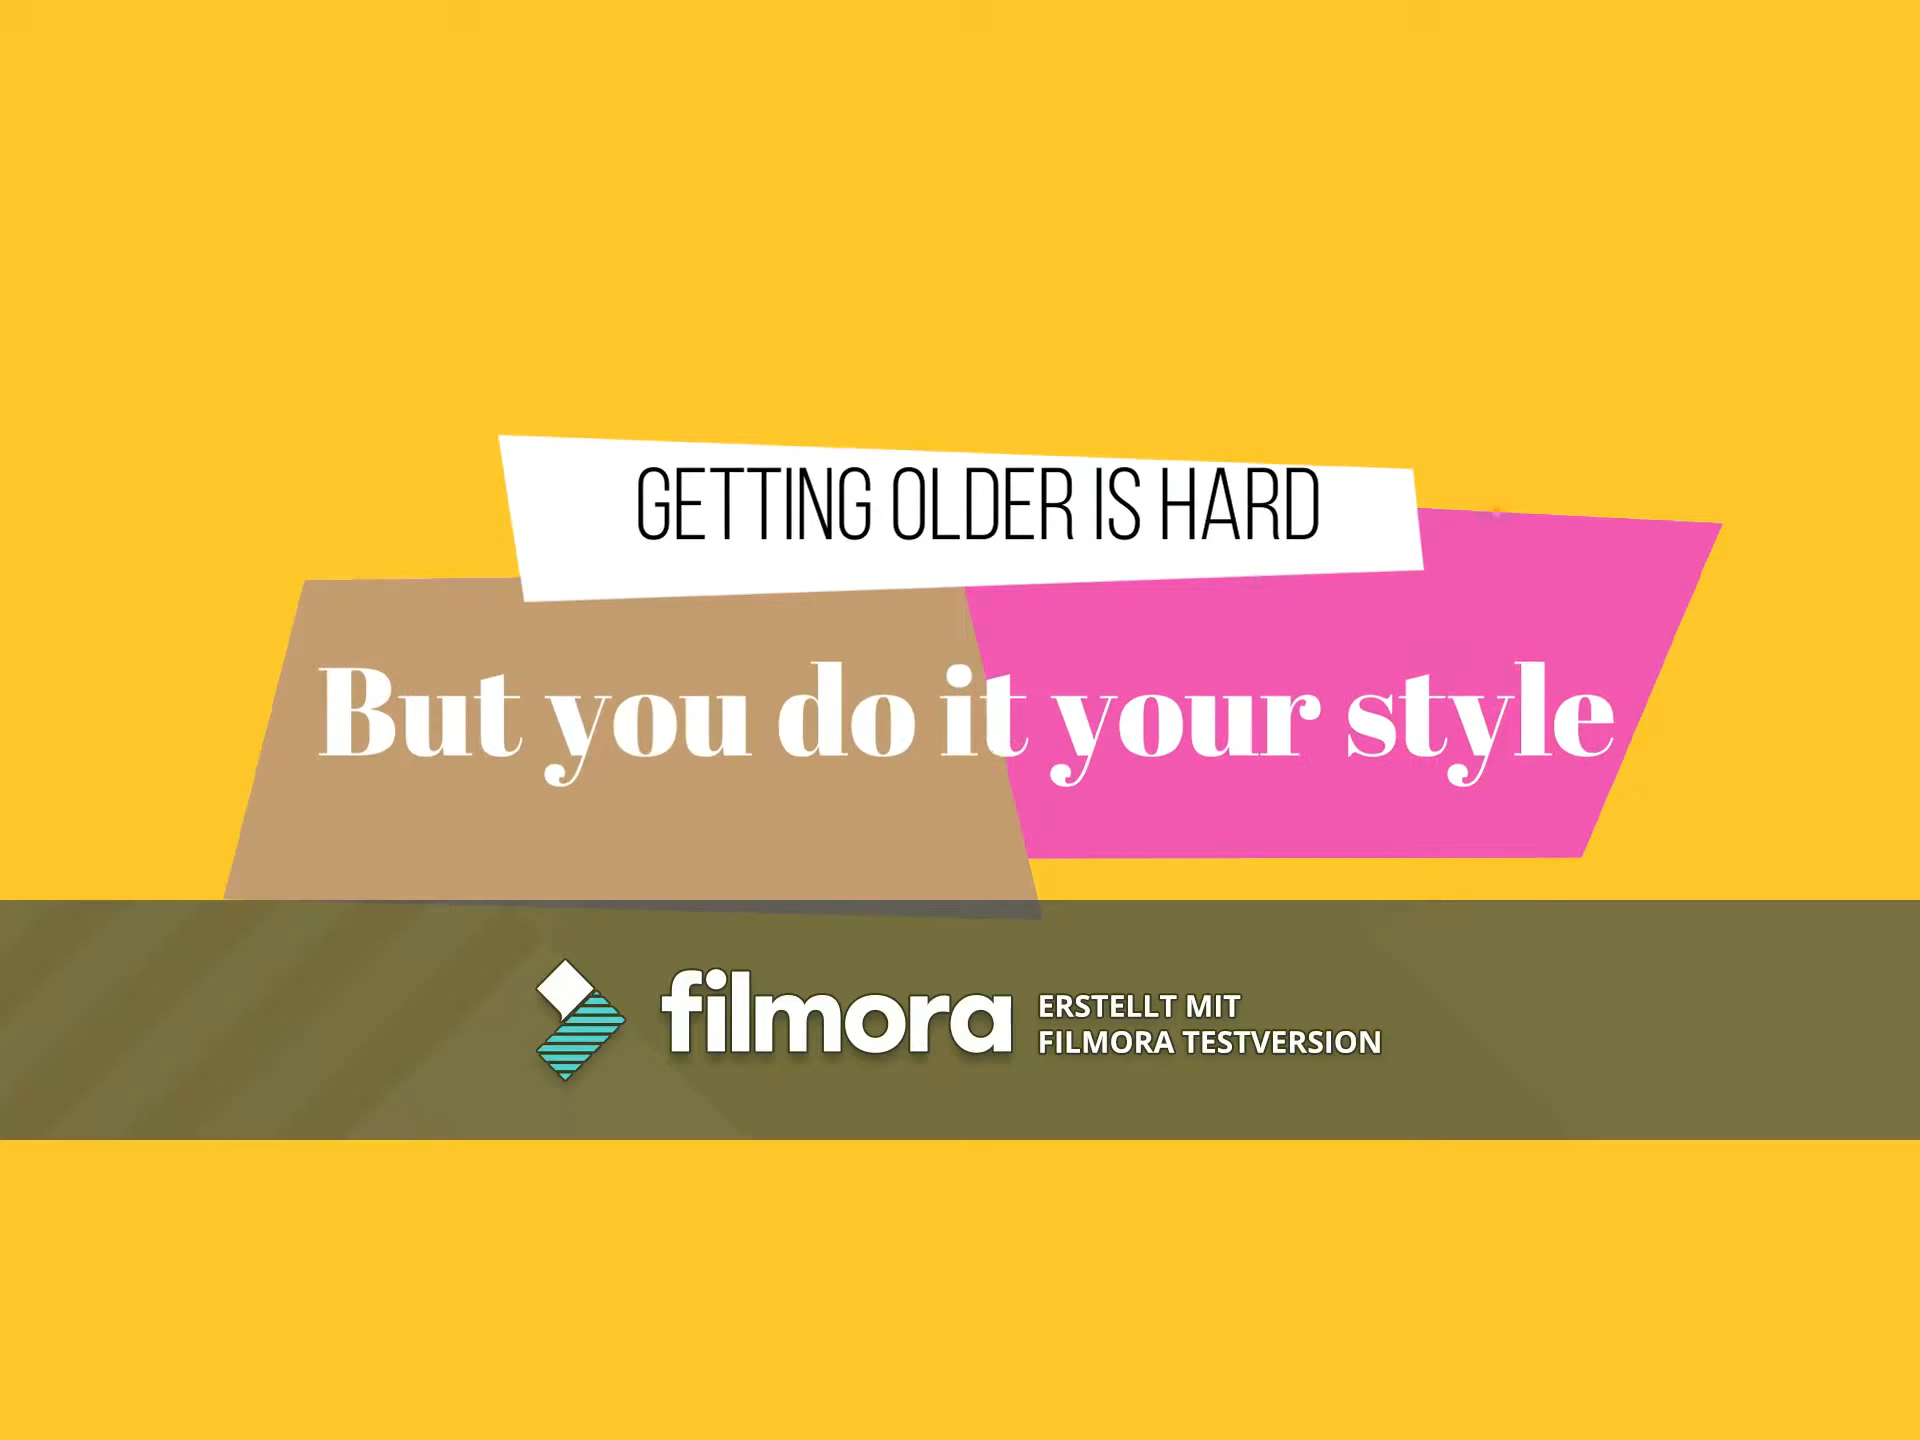 GETTING OLDER IS HARD
But you do it your style
filmora
ERSTELLT MIT
FILMORA TESTVERSION